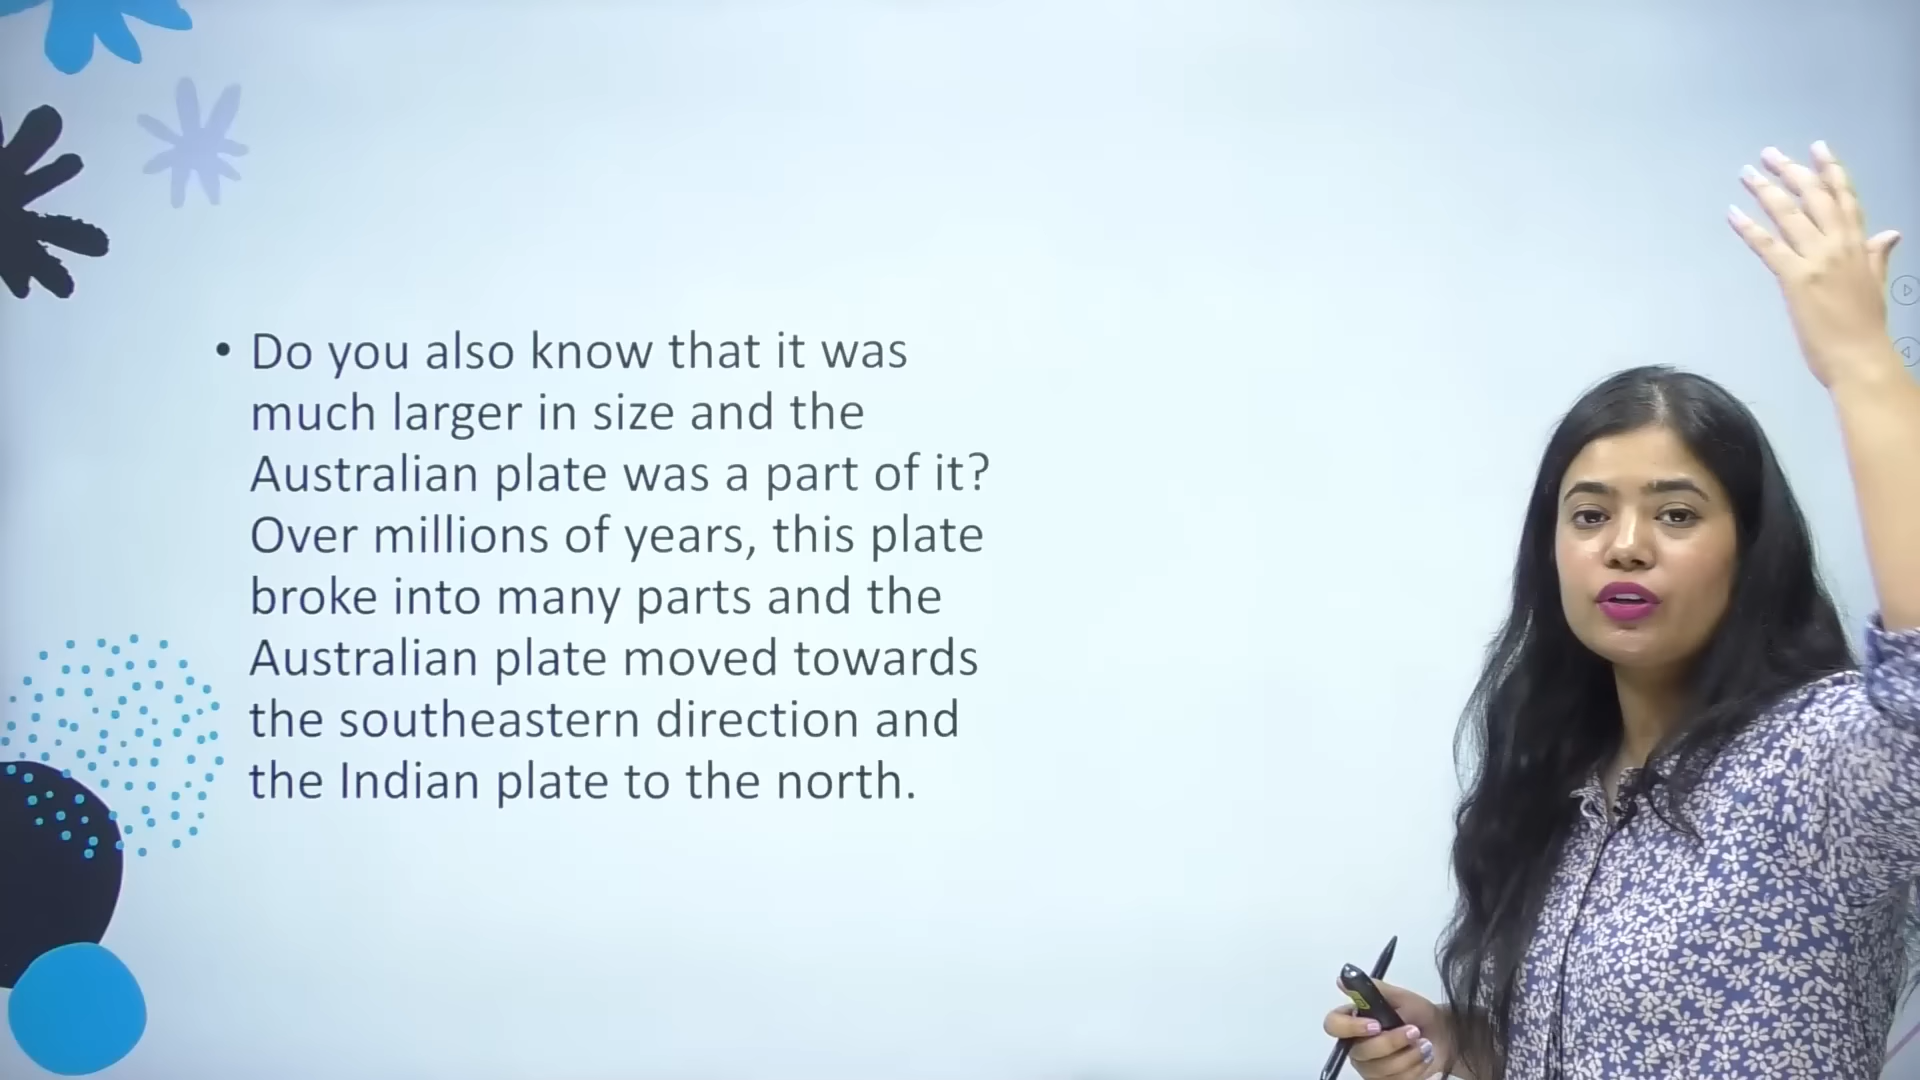 • Do you also know that it was
much larger in size and the
Australian plate was a part of it?
Over millions of years, this plate
broke into many parts and the
Australian plate moved towards
the southeastern direction and
the Indian plate to the north.